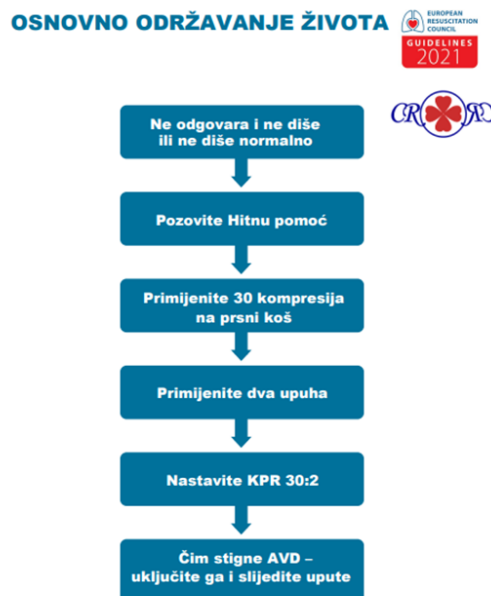 OSNOVNO ODRŽAVANJE ŽIVOTA
EUROPEAN
RESUSCITATION
COUNCIL
GUIDELINES
2021
CR
RC
Ne odgovara i ne diše
ili ne diše normalno
Pozovite Hitnu pomoć
Primijenite 30 kompresija
na prsni koš
Primijenite dva upuha
Nastavite KPR 30:2
Čim stigne AVD –
uključite ga i slijedite upute